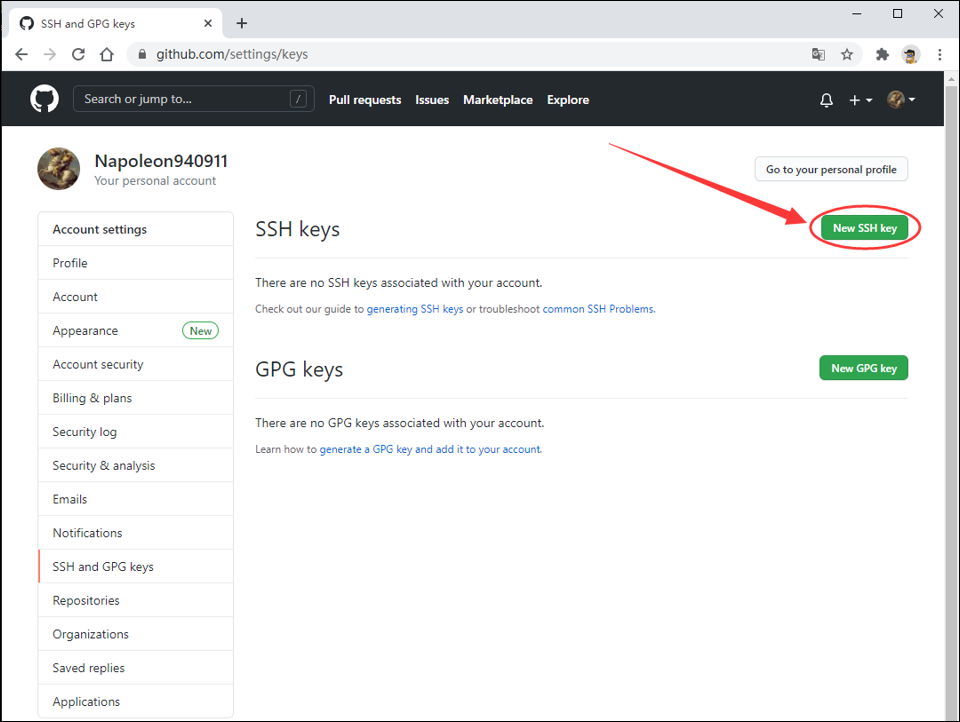 SSH and GPG keys
github.com/settings/keys
Search or jump to... /
Pull requests Issues Marketplace Explore
Napoleon940911
Your personal account
Go to your personal profile
Account settings
Profile
Account
Appearance New
Account security
Billing & plans
Security log
Security & analysis
Emails
Notifications
SSH and GPG keys
Repositories
Organizations
Saved replies
Applications
SSH keys
New SSH key
There are no SSH keys associated with your account.
Check out our guide to generating SSH keys or troubleshoot common SSH Problems.
GPG keys
New GPG key
There are no GPG keys associated with your account.
Learn how to generate a GPG key and add it to your account.